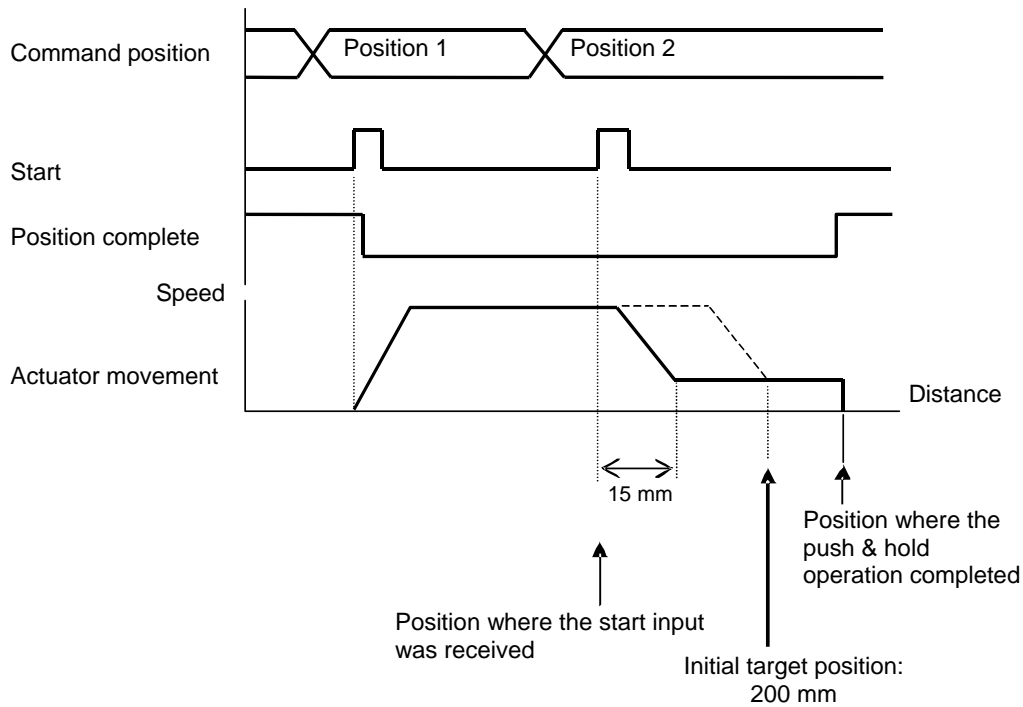 Command position
Position 1
Position 2
Start
Position complete
Speed
Actuator movement
Distance
15 mm
Position where the
push & hold
operation completed
Position where the start input
was received
Initial target position:
200 mm